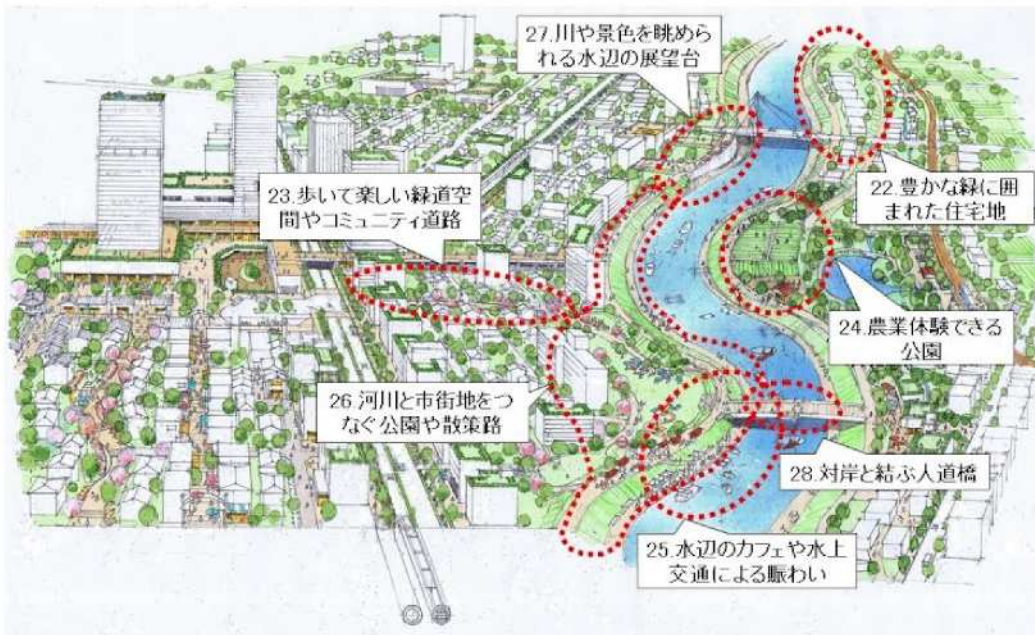 27.川や景色を眺めら
れる水辺の展望台
23.歩いて楽しい緑道空
間やコミュニティ道路
22.豊かな緑に囲
まれた住宅地
24.農業体験できる
公園
26.河川と市街地をつ
なぐ公園や散策路
28.対岸と結ぶ人道橋
25.水辺のカフェや水上
交通による賑わい